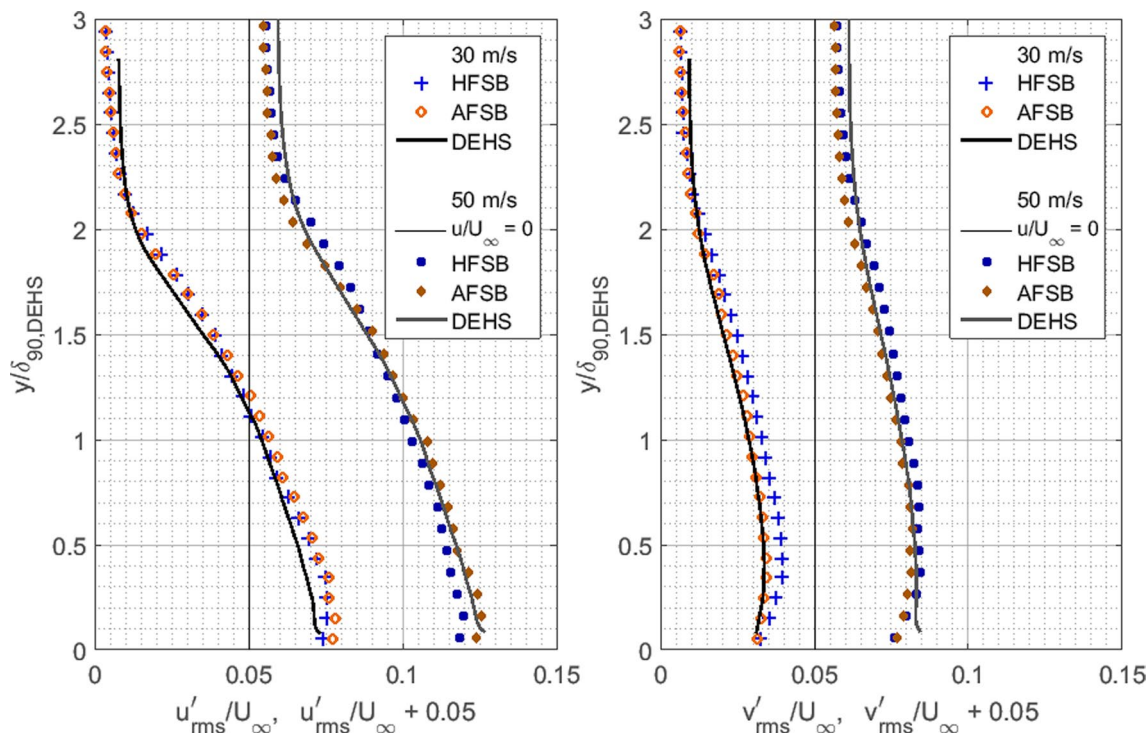 3
2.5
2
1.5
1
0.5
0
y/δ90,DEHS
30 m/s
HFSB
AFSB
DEHS
50 m/s
u/U∞ = 0
HFSB
AFSB
DEHS
0 0.05 0.1 0.15
u′rms/U∞, u′rms/U∞ + 0.05
3
2.5
2
1.5
1
0.5
0
y/δ90,DEHS
30 m/s
HFSB
AFSB
DEHS
50 m/s
u/U∞ = 0
HFSB
AFSB
DEHS
0 0.05 0.1 0.15
v′rms/U∞, v′rms/U∞ + 0.05